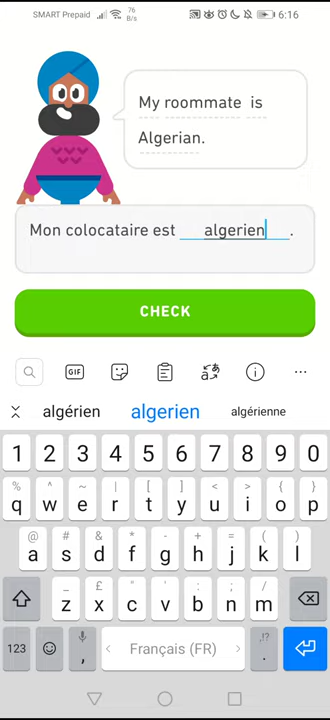 SMART Prepaid 76 B/s 6:16
My roommate is
Algerian.
Mon colocataire est algerien.
CHECK
GIF
algérien algerien algérienne
1 2 3 4 5 6 7 8 9 0
% ^ ~ | [ ] < > { }
q w e r t y u i o p
@ # & * - + = ( )
a s d f g h j k l
_ £ " ' : ; /
z x c v b n m
,!?
123 , Français (FR) .